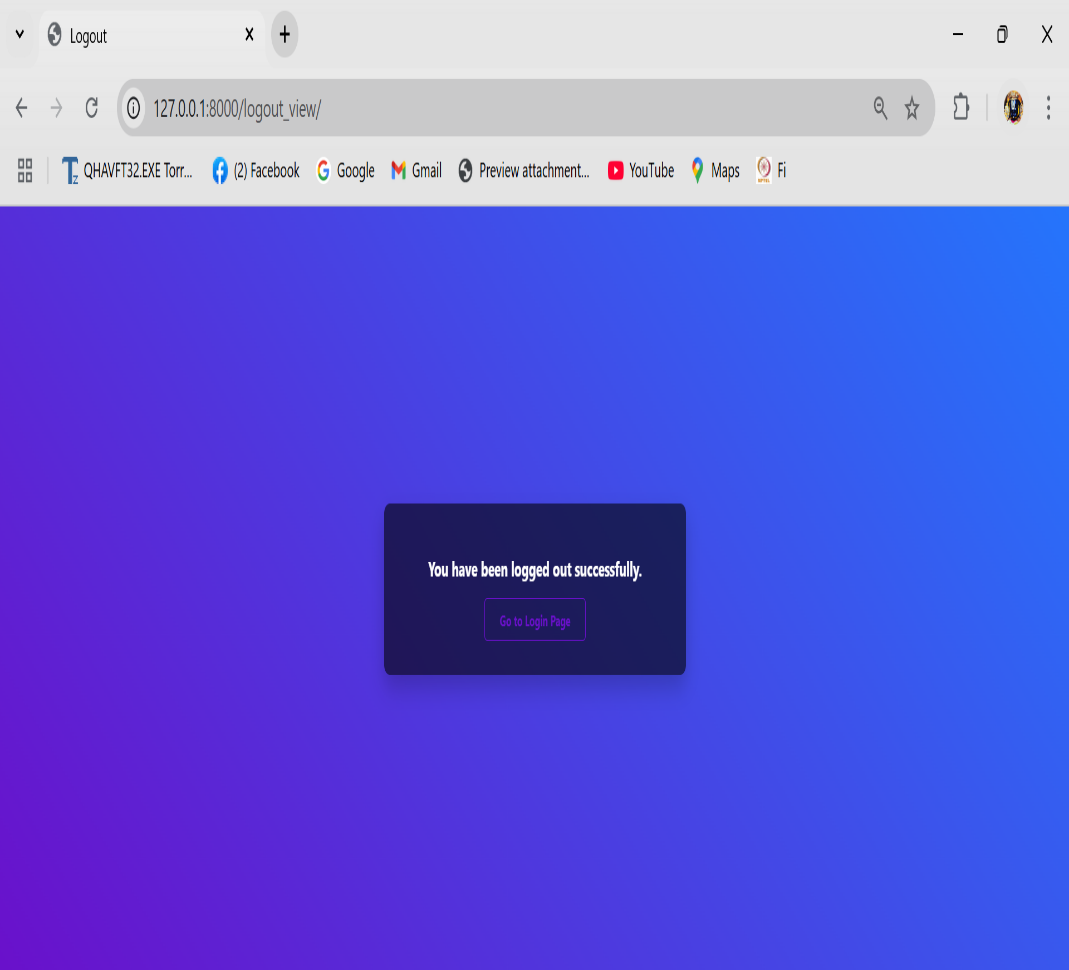 Logout
127.0.0.1:8000/logout_view/
QHAVFT32.EXE Torr... (2) Facebook Google Gmail Preview attachment... YouTube Maps Fi
You have been logged out successfully.
Go to Login Page